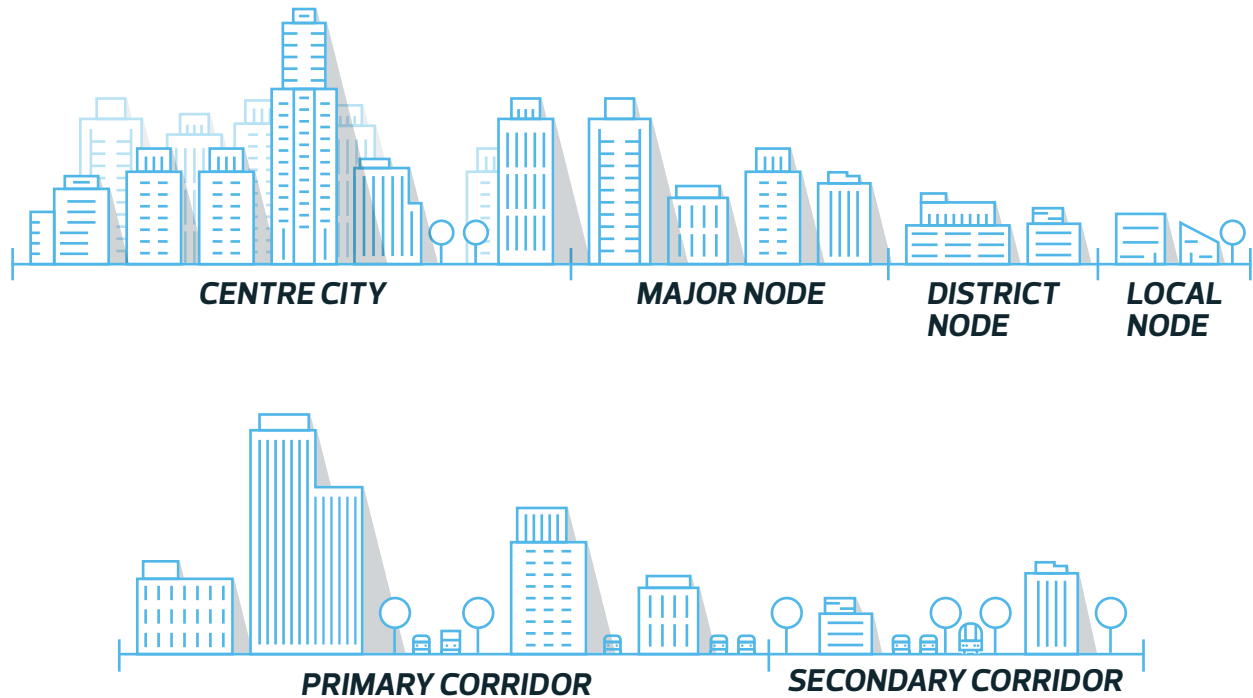 CENTRE CITY
MAJOR NODE
DISTRICT
NODE
LOCAL
NODE
PRIMARY CORRIDOR
SECONDARY CORRIDOR